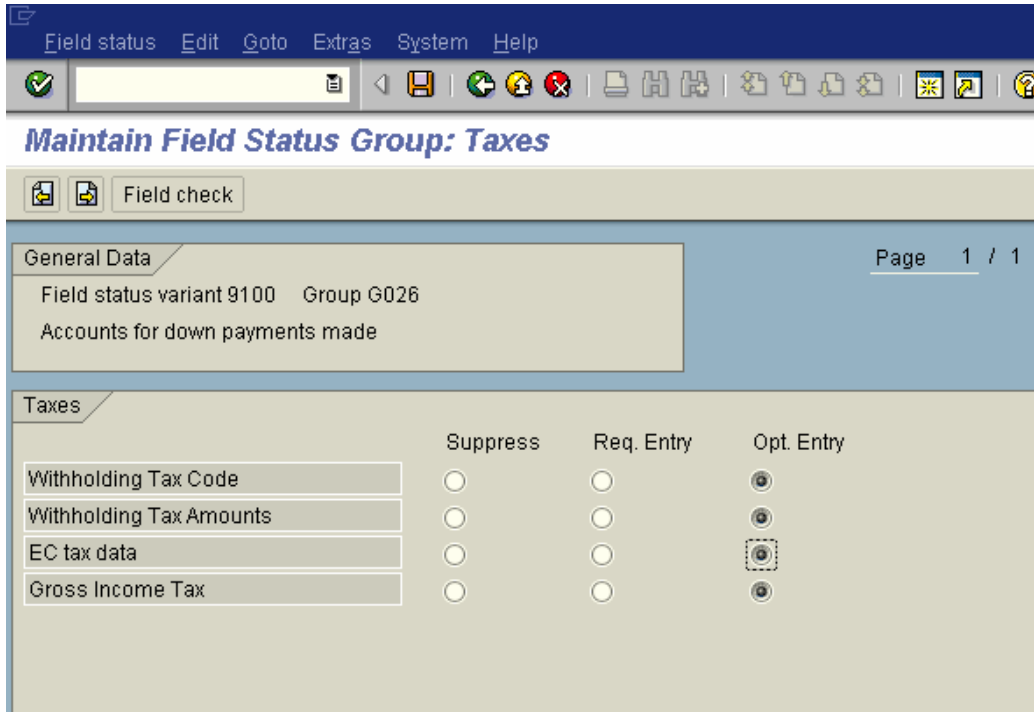 Field status Edit Goto Extras System Help
Maintain Field Status Group: Taxes
Field check
General Data
Page 1 / 1
Field status variant 9100 Group G026
Accounts for down payments made
Taxes
Suppress Req. Entry Opt. Entry
Withholding Tax Code
Withholding Tax Amounts
EC tax data
Gross Income Tax